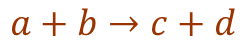 a + b → c + d